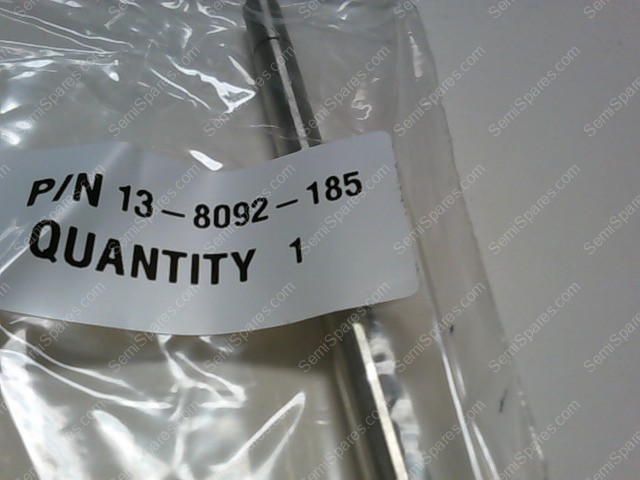 P/N 13-8092-185
QUANTITY 1
SemiSpares.com